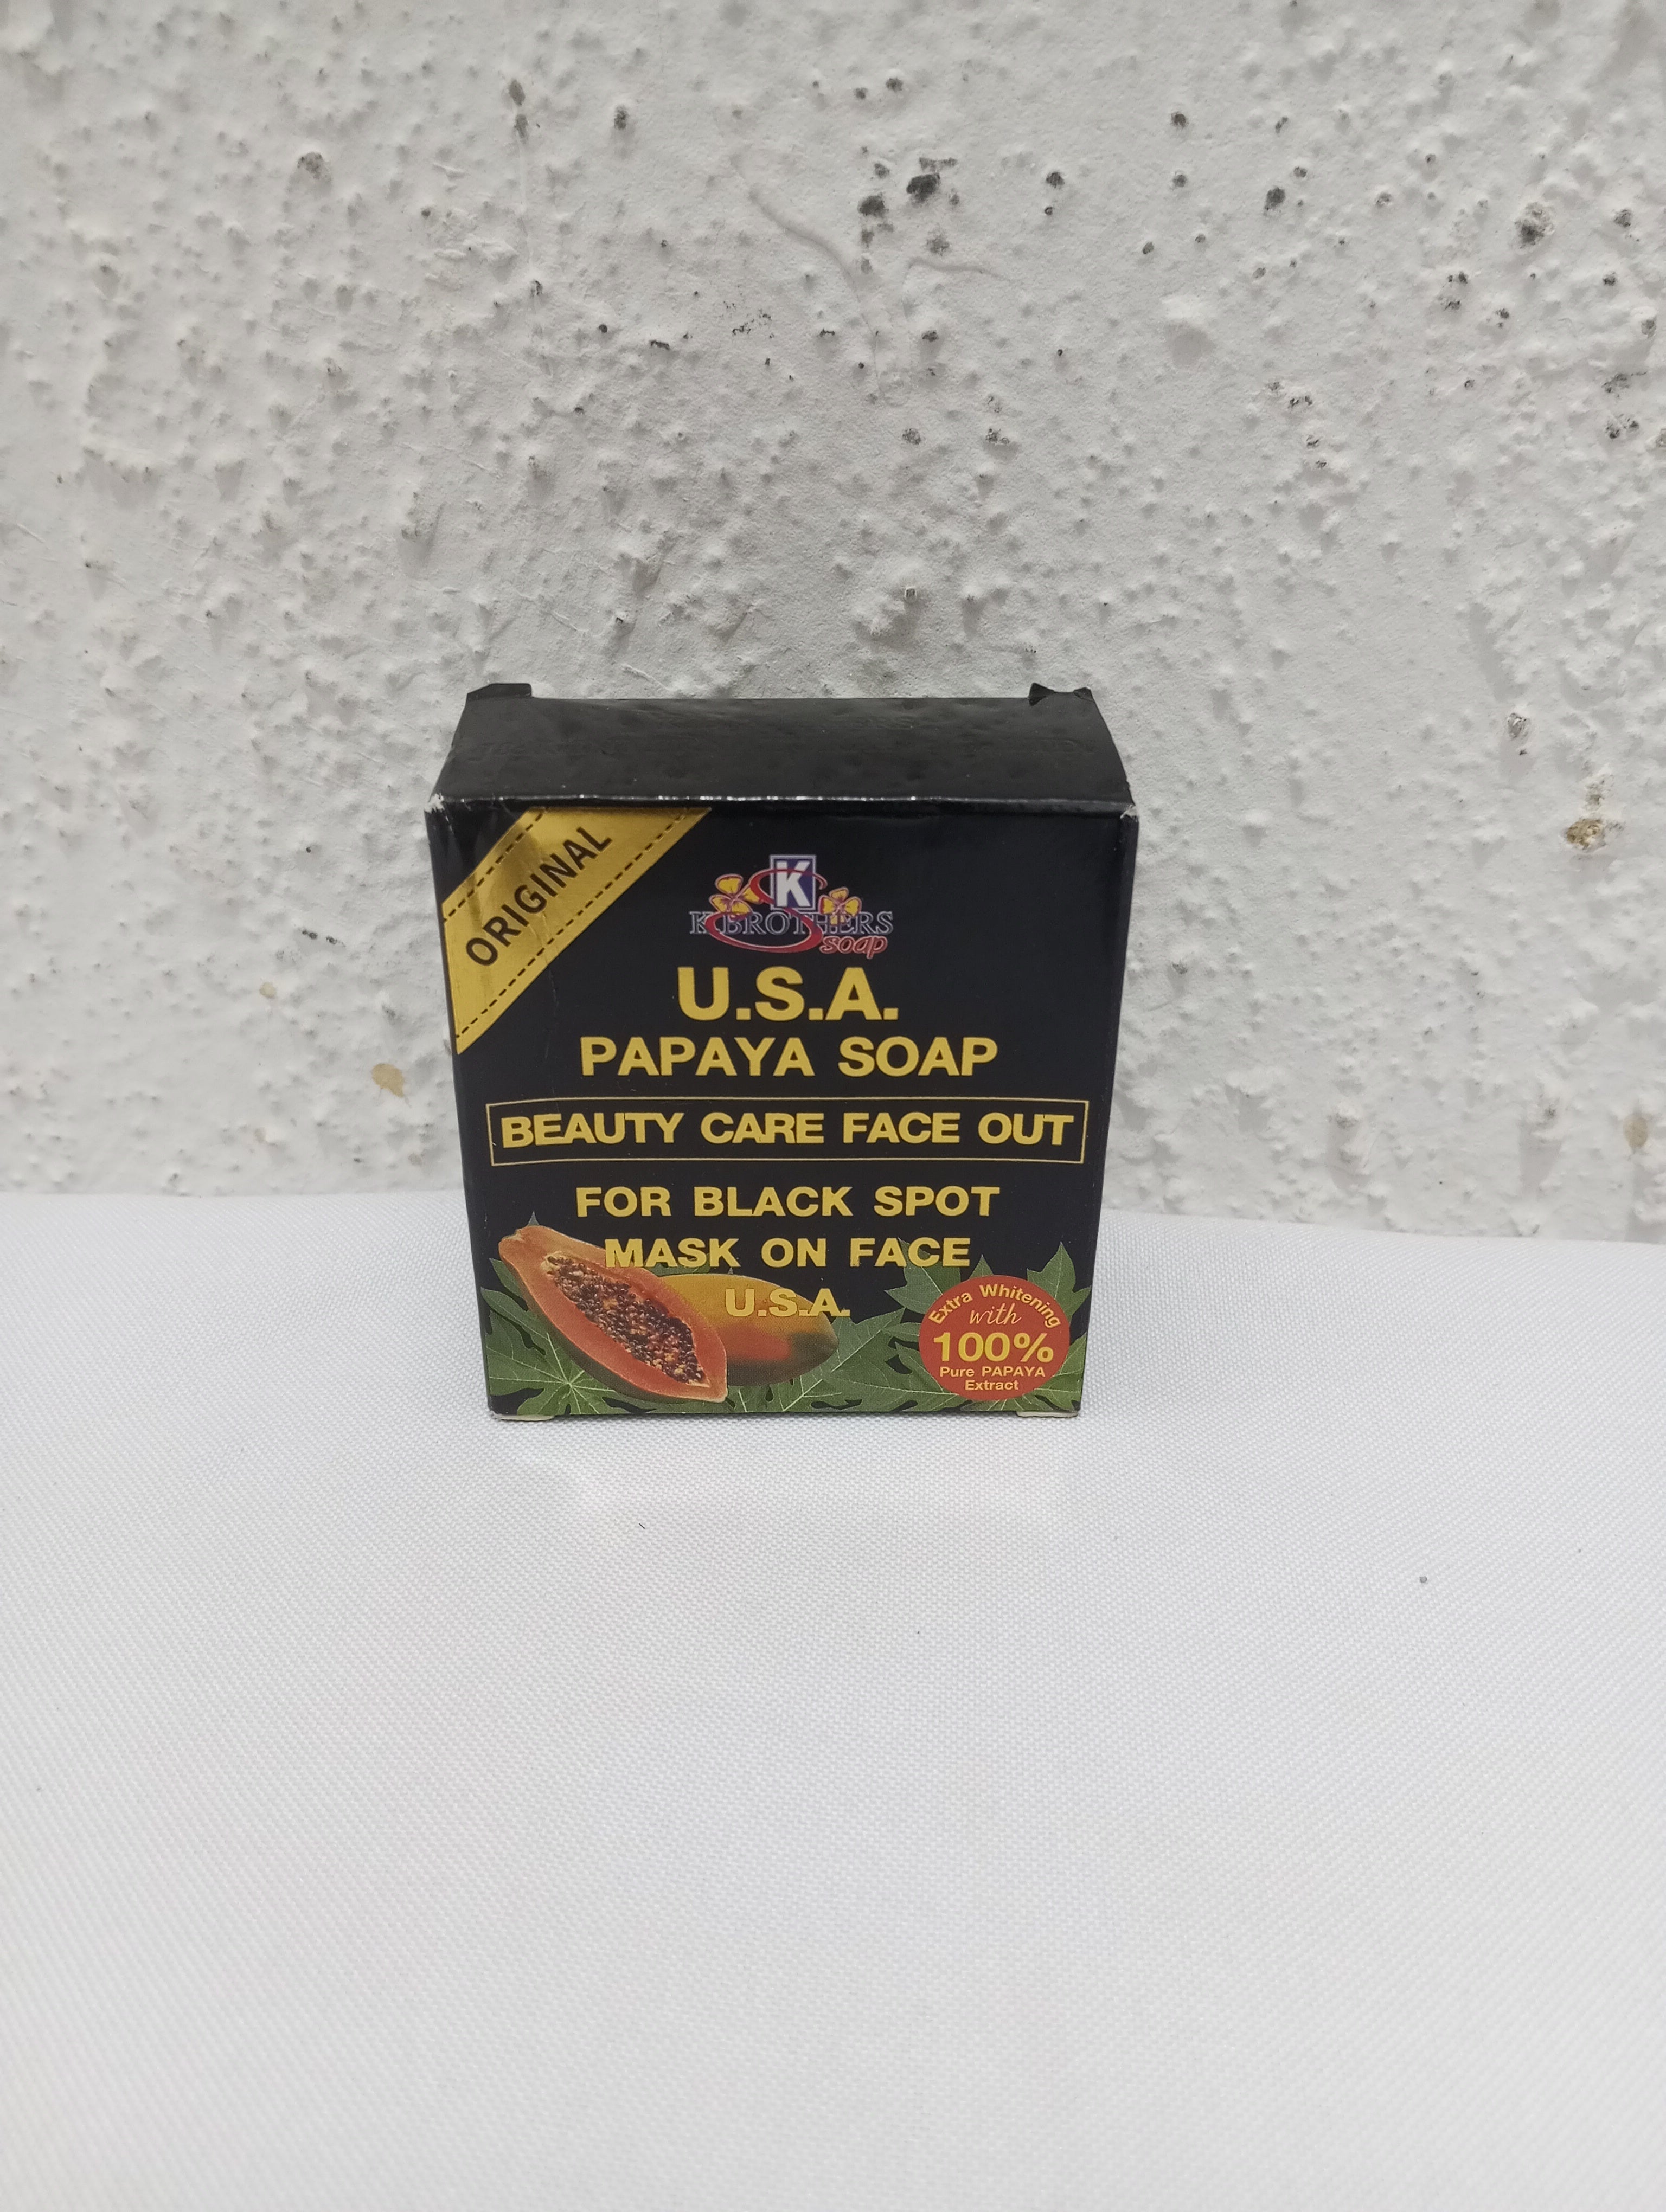 ORIGINAL
K
K.BROTHERS
soap
U.S.A.
PAPAYA SOAP
BEAUTY CARE FACE OUT
FOR BLACK SPOT
MASK ON FACE
U.S.A.
Extra Whitening
with
100%
Pure PAPAYA
Extract